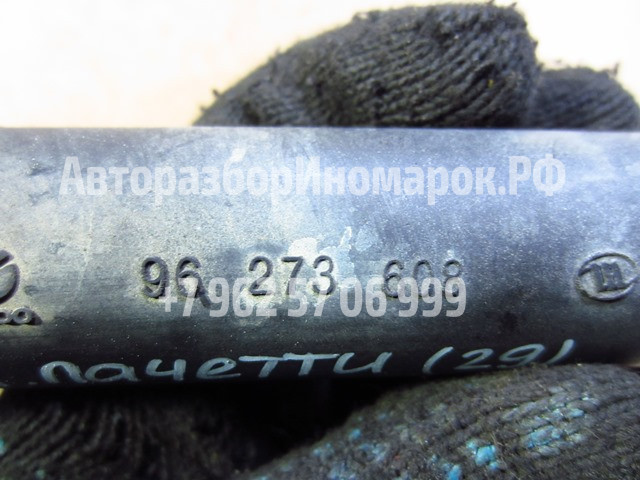 АвторазборИномарок.РФ
96 273 608
+79625706999
лачетти (29)